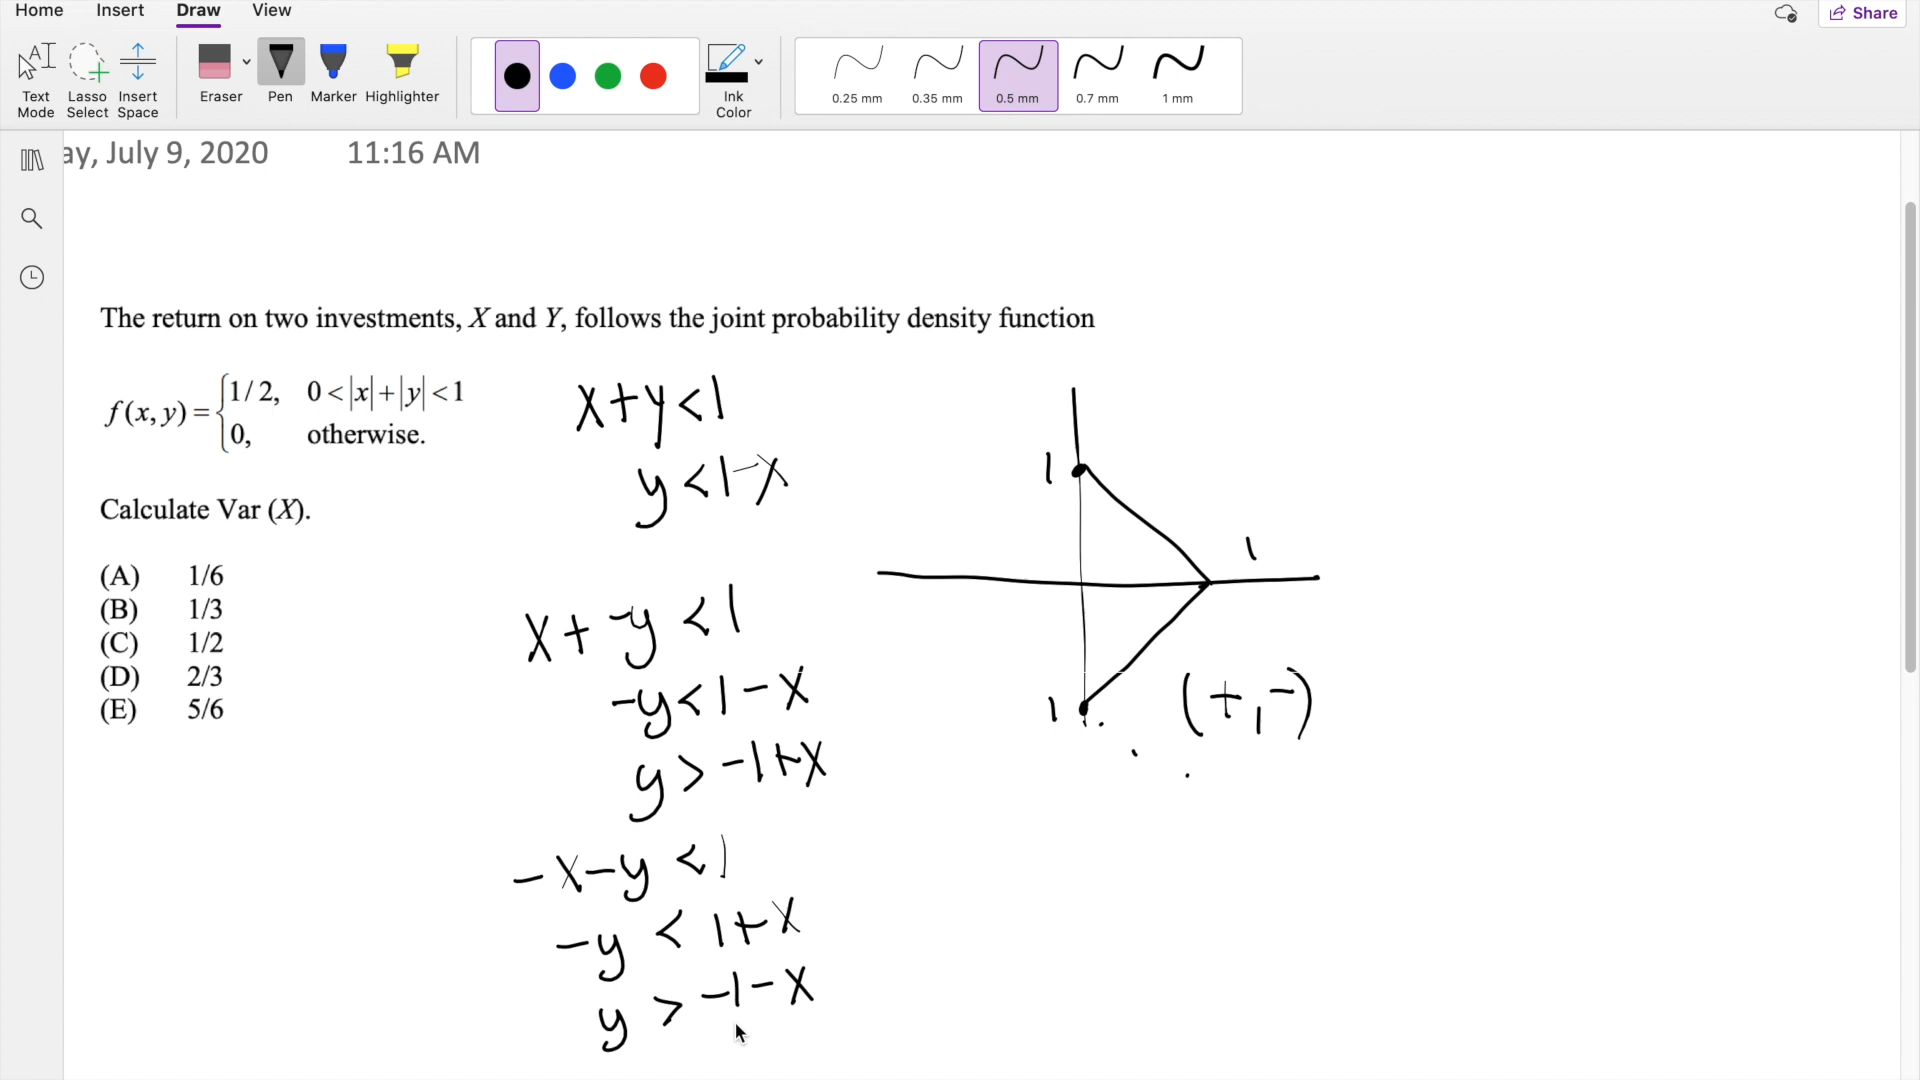 Home Insert Draw View
Share
Text Mode
Lasso Select
Insert Space
Eraser
Pen
Marker
Highlighter
Ink Color
0.25 mm
0.35 mm
0.5 mm
0.7 mm
1 mm
ay, July 9, 2020 11:16 AM
The return on two investments, X and Y, follows the joint probability density function
f(x, y) = {1/2, 0 < |x| + |y| < 1
0, otherwise.
Calculate Var (X).
(A) 1/6
(B) 1/3
(C) 1/2
(D) 2/3
(E) 5/6
x+y<1
y<1-x
x+-y<1
-y<1-x
y>-1+x
-x-y<1
-y<1+x
y>-1-x
1
1
1
(+,-)